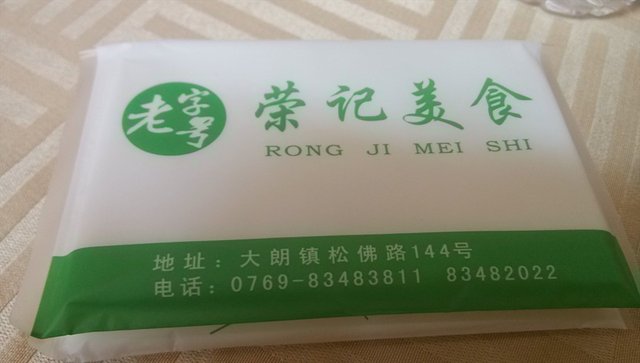 老字号
荣记美食
RONG JI MEI SHI
地址：大朗镇松佛路144号
电话：0769-83483811 83482022